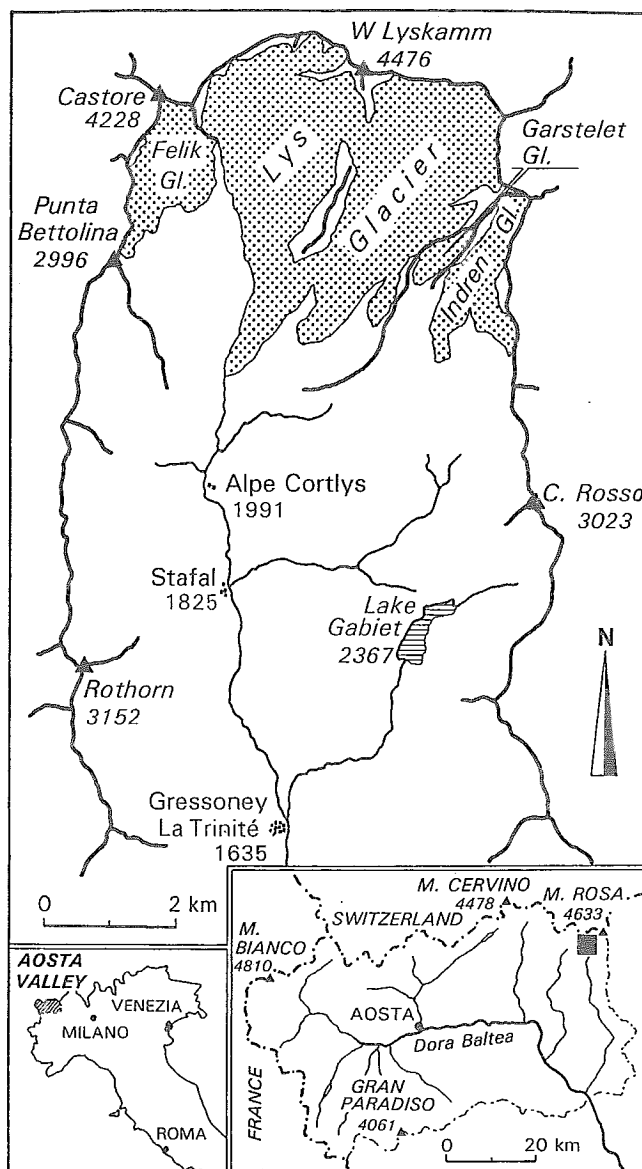 W Lyskamm
4476
Castore
4228
Garstelet
Gl.
Felik
Gl.
Lys
Glacier
Indren Gl.
Punta
Bettolina
2996
Alpe Cortlys
1991
C. Rosso
3023
Stafal
1825
Lake
Gabiet
2367
N
Rothorn
3152
Gressoney
La Trinité
1635
0 2 km
M. CERVINO
4478
M. ROSA
4633
SWITZERLAND
M.
BIANCO
4810
AOSTA
Dora Baltea
GRAN
PARADISO
4061
FRANCE
0 20 km
AOSTA
VALLEY
VENEZIA
MILANO
ROMA